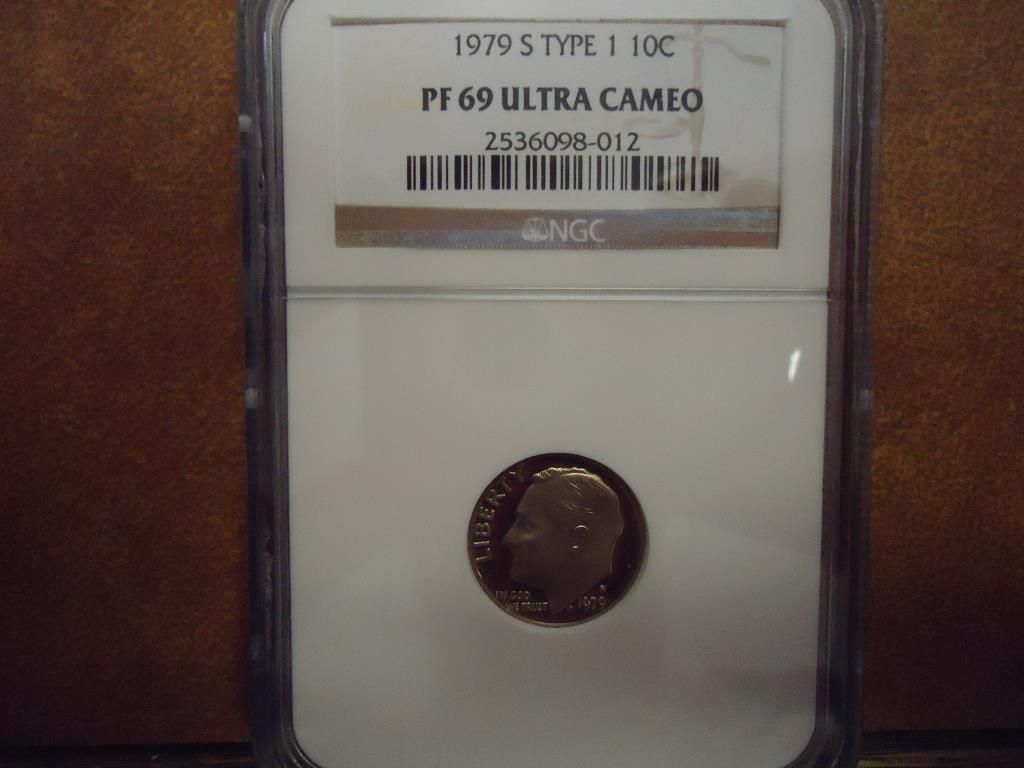 1979 S TYPE 1 10C
PF 69 ULTRA CAMEO
2536098-012
NGC
LIBERTY
IN GOD
WE TRUST
1979